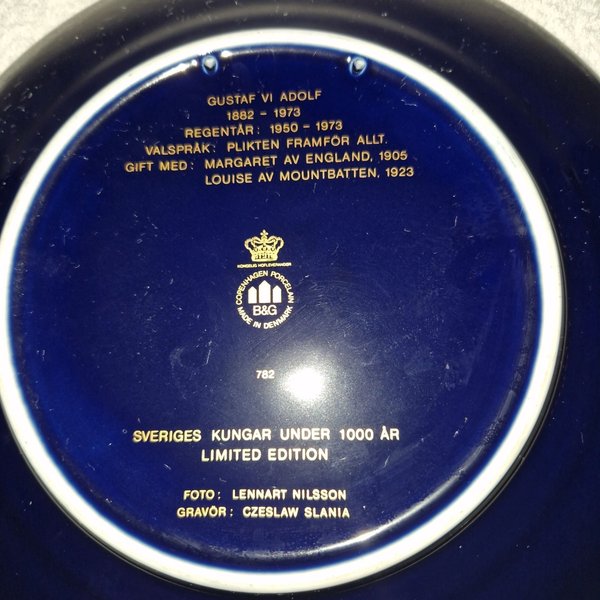 GUSTAF VI ADOLF
1882 - 1973
REGENTÅR: 1950 - 1973
VALSPRÅK: PLIKTEN FRAMFÖR ALLT.
GIFT MED: MARGARET AV ENGLAND, 1905
LOUISE AV MOUNTBATTEN, 1923
KONGELIG HOFLEVERANDØR
COPENHAGEN PORCELAIN
B&G
MADE IN DENMARK
782
SVERIGES KUNGAR UNDER 1000 ÅR
LIMITED EDITION
FOTO: LENNART NILSSON
GRAVÖR: CZESLAW SLANIA